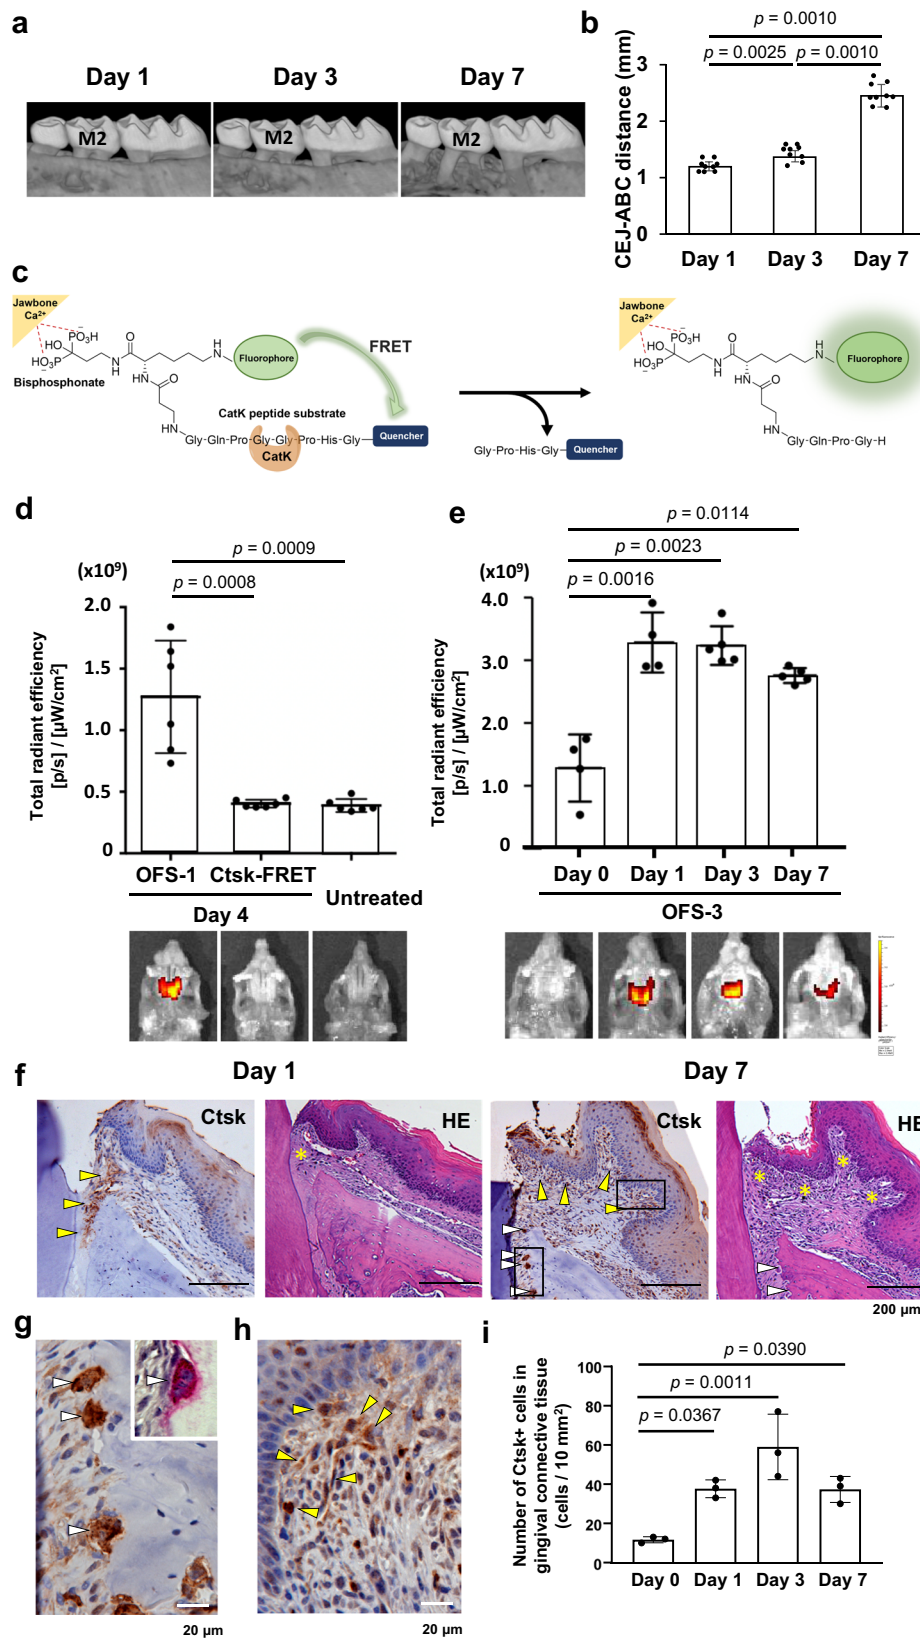 a
Day 1
Day 3
Day 7
M2
M2
M2
b
p = 0.0010
p = 0.0025
p = 0.0010
CEJ-ABC distance (mm)
3
2
1
0
Day 1
Day 3
Day 7
c
Jawbone
Ca2+
PO3H
HO
HO3P
Bisphosphonate
O
N
H
H
N
Fluorophore
FRET
NH
O
HN
CatK peptide substrate
Gly-Gln-Pro-Gly-Gly-Pro-His-Gly
Quencher
CatK
Gly-Pro-His-Gly
Quencher
Jawbone
Ca2+
PO3H
HO
HO3P
O
N
H
H
N
Fluorophore
NH
O
HN
Gly-Gln-Pro-Gly-H
d
p = 0.0009
p = 0.0008
(x10⁹)
Total radiant efficiency
[p/s] / [µW/cm²]
2.0
1.5
1.0
0.5
0
OFS-1
Ctsk-FRET
Untreated
Day 4
e
p = 0.0114
p = 0.0023
p = 0.0016
(x10⁹)
Total radiant efficiency
[p/s] / [µW/cm²]
4.0
3.0
2.0
1.0
0
Day 0
Day 1
Day 3
Day 7
OFS-3
f
Day 1
Day 7
Ctsk
HE
*
Ctsk
HE
* * * *
200 µm
g
20 µm
h
20 µm
i
p = 0.0390
p = 0.0011
p = 0.0367
Number of Ctsk+ cells in
gingival connective tissue
(cells / 10 mm²)
100
80
60
40
20
0
Day 0
Day 1
Day 3
Day 7